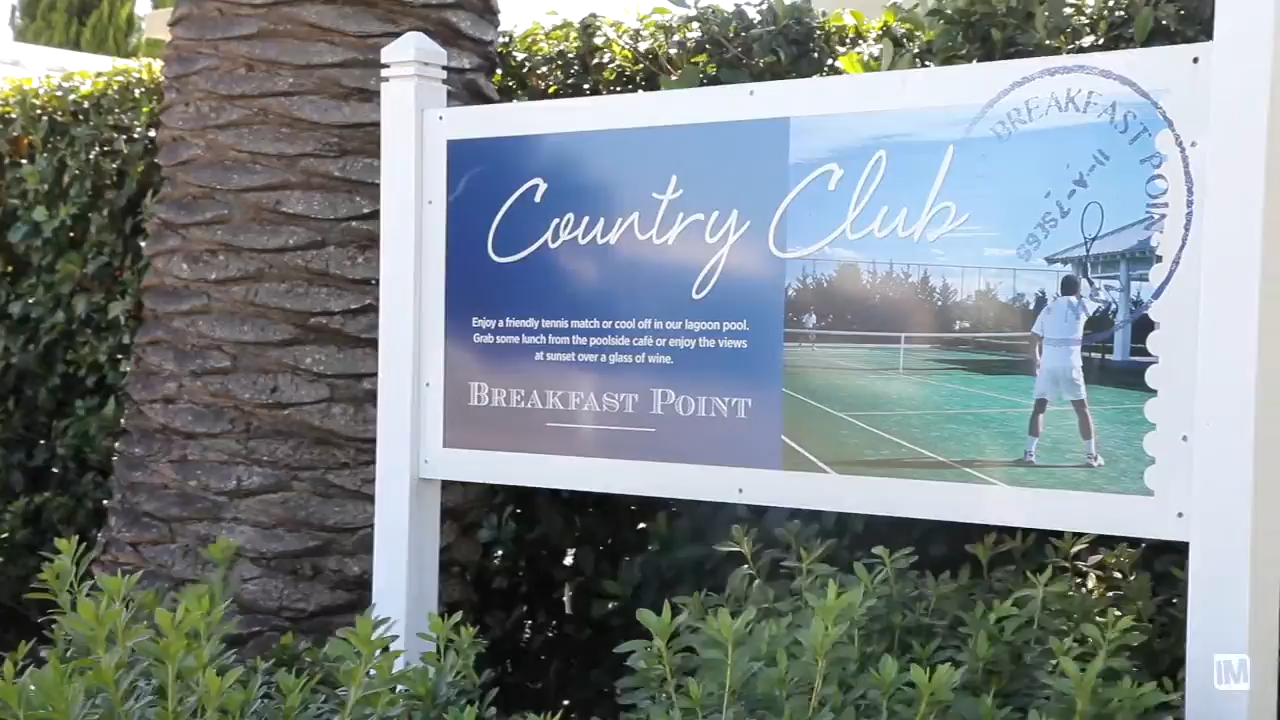 Country Club
Enjoy a friendly tennis match or cool off in our lagoon pool.
Grab some lunch from the poolside café or enjoy the views
at sunset over a glass of wine.
BREAKFAST POINT
BREAKFAST POINT
IM